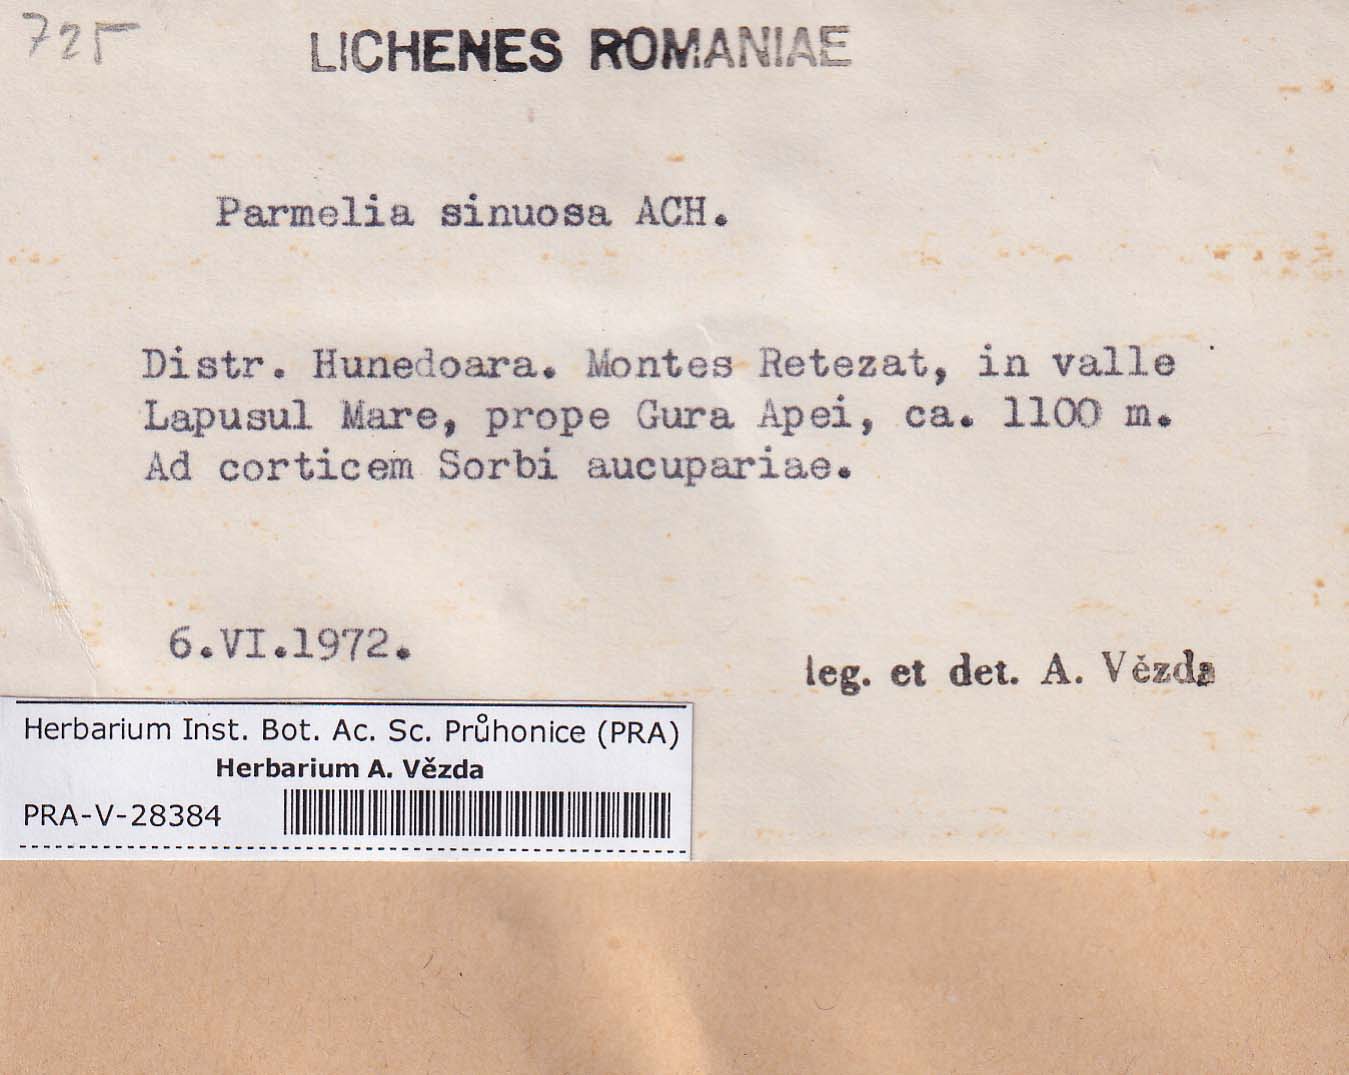 725
LICHENES ROMANIAE
Parmelia sinuosa ACH.
Distr. Hunedoara. Montes Retezat, in valle
Lapusul Mare, prope Gura Apei, ca. 1100 m.
Ad corticem Sorbi aucupariae.
6.VI.1972.
leg. et det. A. Vězda
Herbarium Inst. Bot. Ac. Sc. Průhonice (PRA)
Herbarium A. Vězda
PRA-V-28384